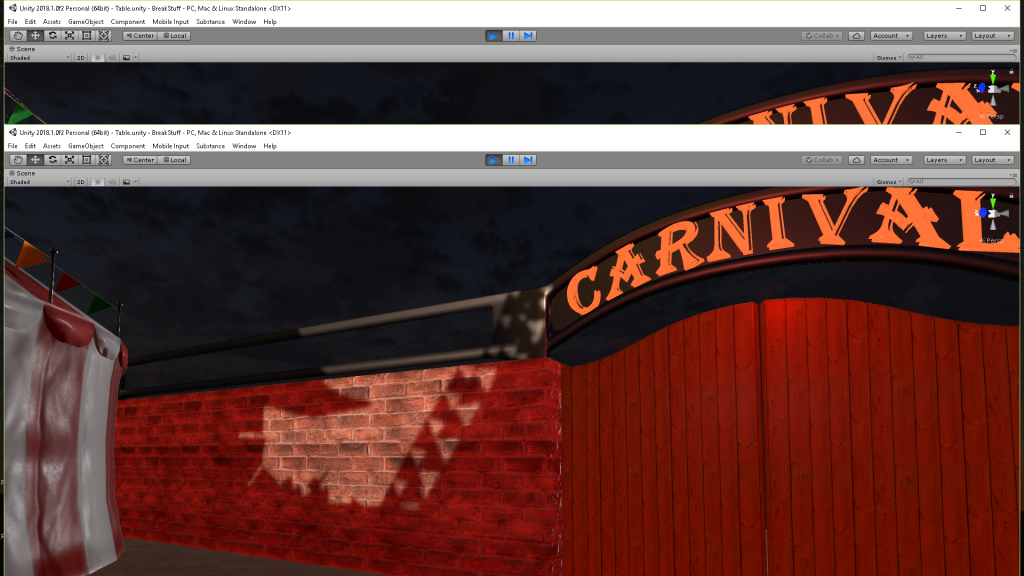 Unity 2018.1.0f2 Personal (64bit) - Table.unity - BreakStuff - PC, Mac & Linux Standalone <DX11>
File Edit Assets GameObject Component Mobile Input Substance Window Help
Center Local Collab Account Layers Layout
Scene
Shaded 2D Gizmos All
Persp
NIVA
Unity 2018.1.0f2 Personal (64bit) - Table.unity - BreakStuff - PC, Mac & Linux Standalone <DX11>
File Edit Assets GameObject Component Mobile Input Substance Window Help
Center Local Collab Account Layers Layout
Scene
Shaded 2D Gizmos All
Persp
CARNIVAL